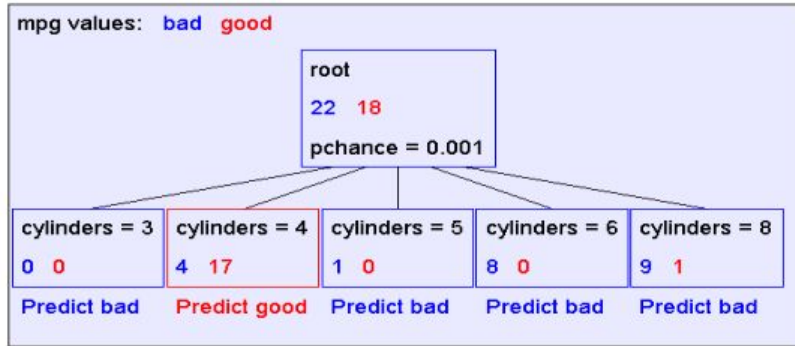 mpg values: bad good
root
22 18
pchance = 0.001
cylinders = 3 cylinders = 4 cylinders = 5 cylinders = 6 cylinders = 8
0 0 4 17 1 0 8 0 9 1
Predict bad Predict good Predict bad Predict bad Predict bad